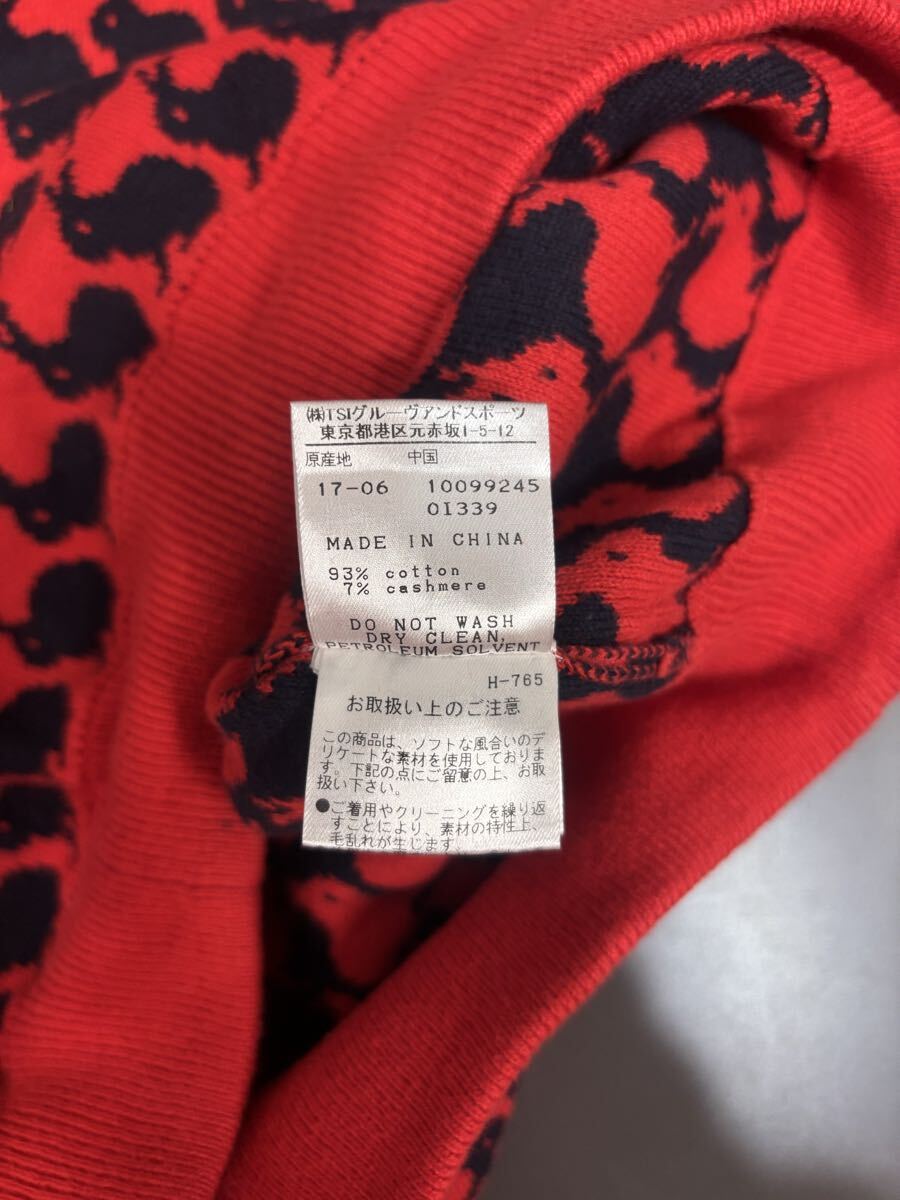 ㈱TSIグルーヴアンドスポーツ
東京都港区元赤坂1-5-12
原産地 中国
17-06 10099245
01339
MADE IN CHINA
93% cotton
7% cashmere
DO NOT WASH
DRY CLEAN,
PETROLEUM SOLVENT
H-765
お取扱い上のご注意
この商品は、ソフトな風合いのデ
リケートな素材を使用しておりま
す。下記の点にご留意の上、お取
扱い下さい。
●ご着用やクリーニングを繰り返
すことにより、素材の特性上、
毛乱れが生じます。